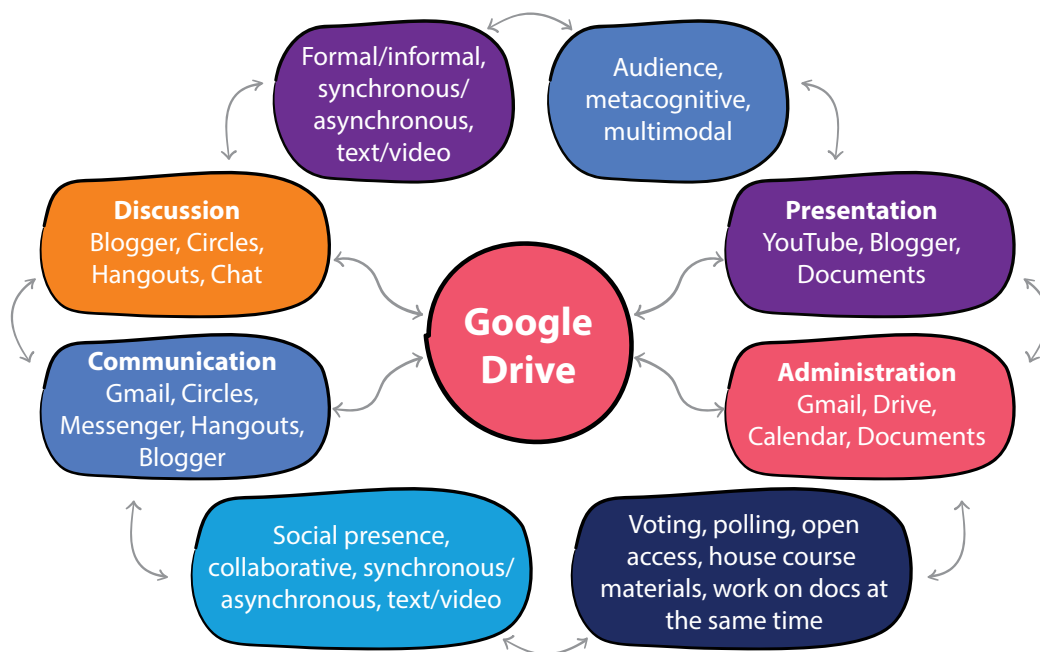 Formal/informal,
synchronous/
asynchronous,
text/video
Audience,
metacognitive,
multimodal
Discussion
Blogger, Circles,
Hangouts, Chat
Presentation
YouTube, Blogger,
Documents
Google
Drive
Communication
Gmail, Circles,
Messenger, Hangouts,
Blogger
Administration
Gmail, Drive,
Calendar, Documents
Social presence,
collaborative, synchronous/
asynchronous, text/video
Voting, polling, open
access, house course
materials, work on docs at
the same time